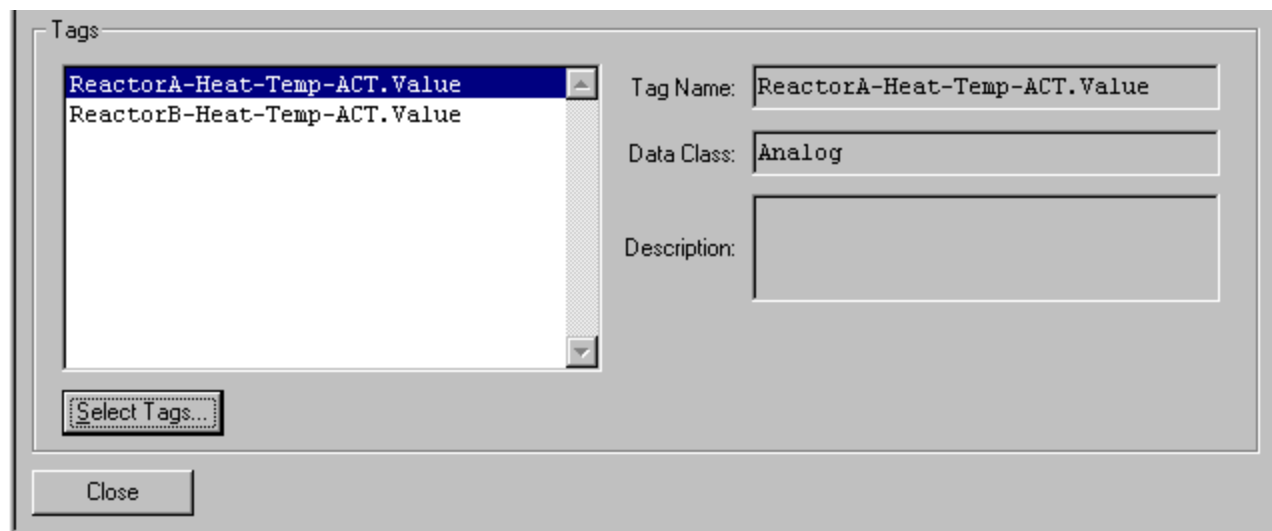 Tags
ReactorA-Heat-Temp-ACT.Value
ReactorB-Heat-Temp-ACT.Value
Select Tags...
Tag Name: ReactorA-Heat-Temp-ACT.Value
Data Class: Analog
Description:
Close